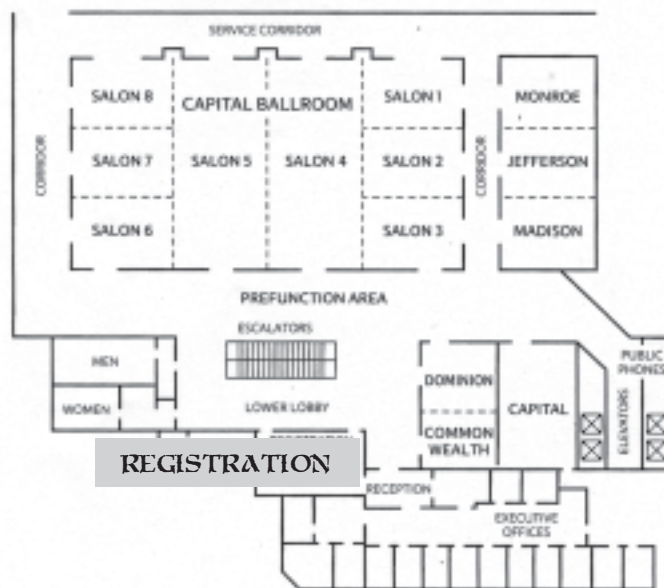 SERVICE CORRIDOR
SALON 8
CAPITAL BALLROOM
SALON 1
MONROE
CORRIDOR
SALON 7
SALON 5
SALON 4
SALON 2
CORRIDOR
JEFFERSON
SALON 6
SALON 3
MADISON
PREFUNCTION AREA
ESCALATORS
MEN
PUBLIC
PHONES
DOMINION
WOMEN
LOWER LOBBY
CAPITAL
ELEVATORS
COMMON
WEALTH
REGISTRATION
RECEPTION
EXECUTIVE
OFFICES